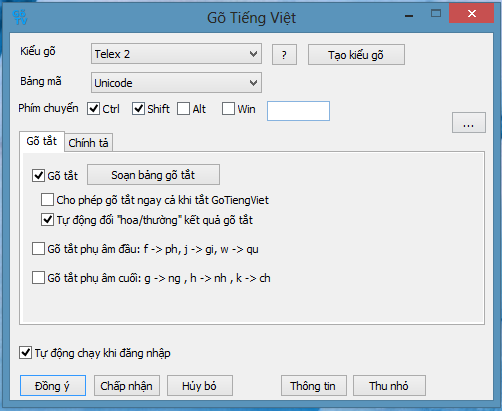 GÕ TV
Gõ Tiếng Việt
Kiểu gõ Telex 2 ? Tạo kiểu gõ
Bảng mã Unicode
Phím chuyển Ctrl Shift Alt Win
...
Gõ tắt Chính tả
Gõ tắt Soạn bảng gõ tắt
Cho phép gõ tắt ngay cả khi tắt GoTiengViet
Tự động đổi "hoa/thường" kết quả gõ tắt
Gõ tắt phụ âm đầu: f -> ph, j -> gi, w -> qu
Gõ tắt phụ âm cuối: g -> ng , h -> nh , k -> ch
Tự động chạy khi đăng nhập
Đồng ý Chấp nhận Hủy bỏ Thông tin Thu nhỏ